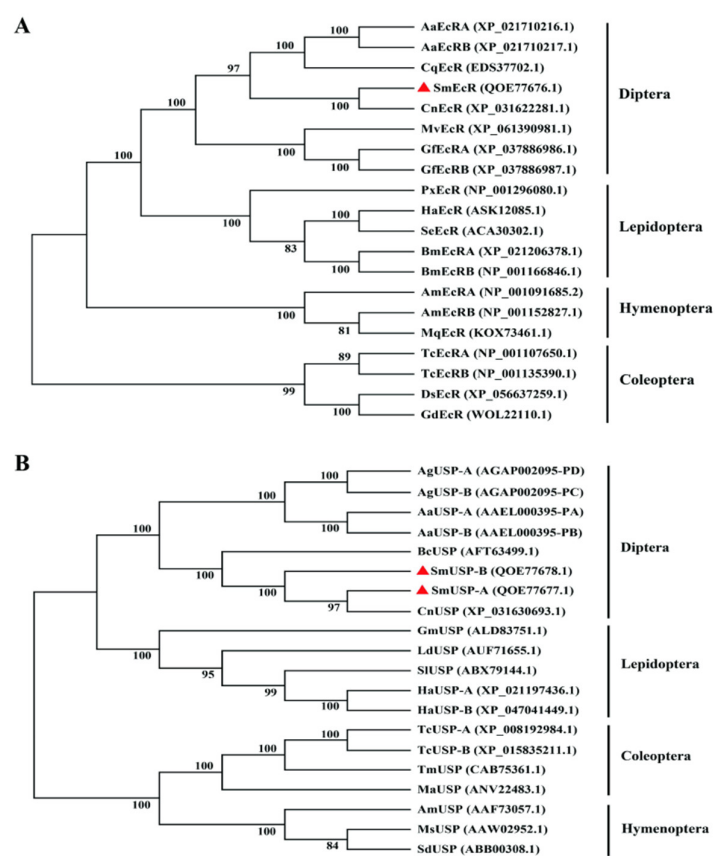 A
AaEcRA (XP_021710216.1)
100
100
AaEcRB (XP_021710217.1)
97
CqEcR (EDS37702.1)
SmEcR (QOE77676.1)
100
CnEcR (XP_031622281.1)
Diptera
100
MvEcR (XP_061390981.1)
100
GfEcRA (XP_037886986.1)
100
GfEcRB (XP_037886987.1)
100
PxEcR (NP_001296080.1)
100
HaEcR (ASK12085.1)
100
SeEcR (ACA30302.1)
Lepidoptera
83
BmEcRA (XP_021206378.1)
100
BmEcRB (NP_001166846.1)
AmEcRA (NP_001091685.2)
100
AmEcRB (NP_001152827.1)
Hymenoptera
81
MqEcR (KOX73461.1)
TcEcRA (NP_001107650.1)
89
TcEcRB (NP_001135390.1)
Coleoptera
99
DsEcR (XP_056637259.1)
100
GdEcR (WOL22110.1)
B
AgUSP-A (AGAP002095-PD)
100
100
AgUSP-B (AGAP002095-PC)
AaUSP-A (AAEL000395-PA)
100
100
AaUSP-B (AAEL000395-PB)
Diptera
BcUSP (AFT63499.1)
100
SmUSP-B (QOE77678.1)
100
SmUSP-A (QOE77677.1)
97
CnUSP (XP_031630693.1)
GmUSP (ALD83751.1)
100
LdUSP (AUF71655.1)
95
SlUSP (ABX79144.1)
Lepidoptera
99
HaUSP-A (XP_021197436.1)
100
HaUSP-B (XP_047041449.1)
TcUSP-A (XP_008192984.1)
100
100
TcUSP-B (XP_015835211.1)
100
TmUSP (CAB75361.1)
Coleoptera
MaUSP (ANV22483.1)
100
AmUSP (AAF73057.1)
100
MsUSP (AAW02952.1)
Hymenoptera
84
SdUSP (ABB00308.1)